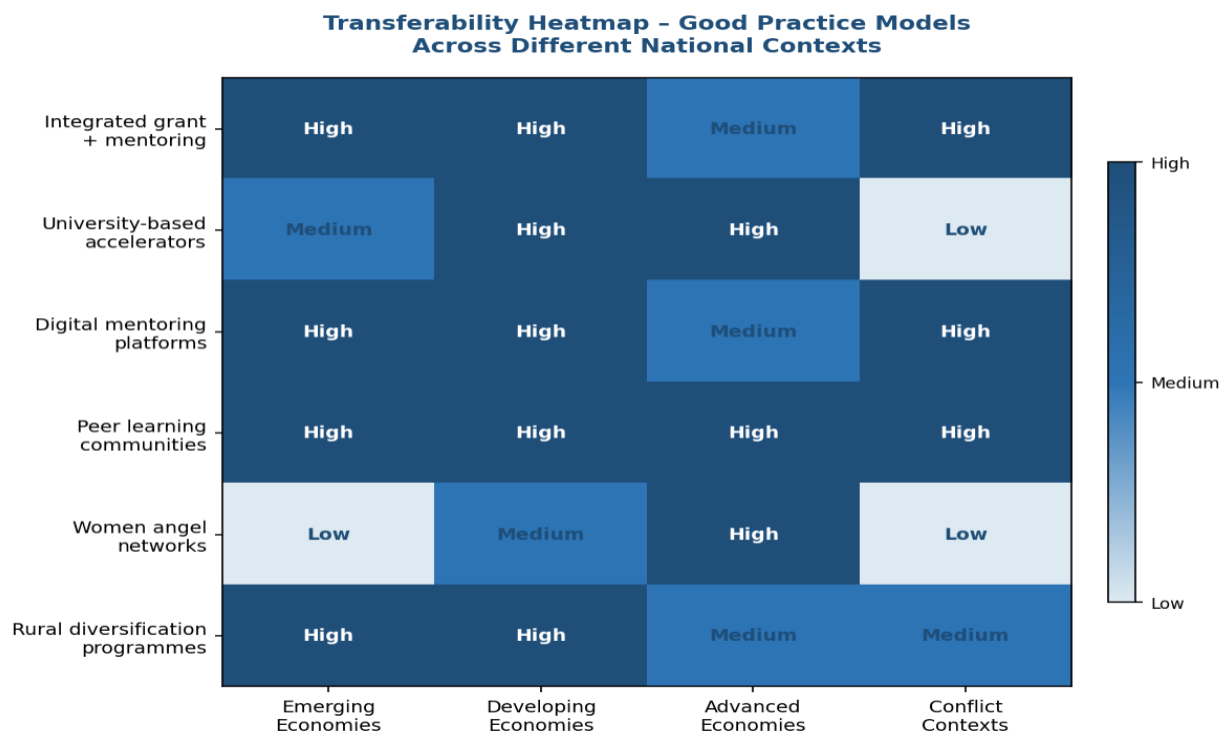 Transferability Heatmap – Good Practice Models
Across Different National Contexts
Integrated grant
+ mentoring
High
High
Medium
High
University-based
accelerators
Medium
High
High
Low
Digital mentoring
platforms
High
High
Medium
High
Peer learning
communities
High
High
High
High
Women angel
networks
Low
Medium
High
Low
Rural diversification
programmes
High
High
Medium
Medium
Emerging
Economies
Developing
Economies
Advanced
Economies
Conflict
Contexts
High
Medium
Low